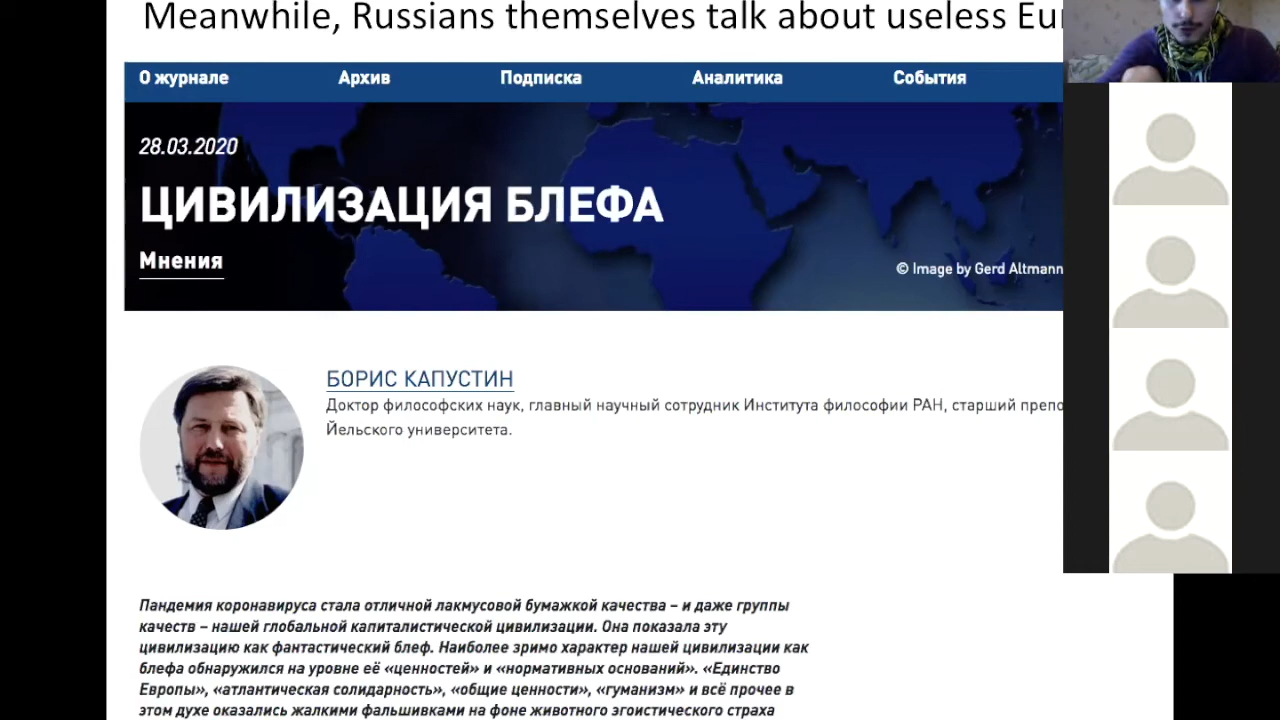 Meanwhile, Russians themselves talk about useless
О журнале Архив Подписка Аналитика События
28.03.2020
ЦИВИЛИЗАЦИЯ БЛЕФА
Мнения
© Image by Gerd Altmann
БОРИС КАПУСТИН
Доктор философских наук, главный научный сотрудник Института философии РАН, старший
Йельского университета.
Пандемия коронавируса стала отличной лакмусовой бумажкой качества – и даже группы
качеств – нашей глобальной капиталистической цивилизации. Она показала эту
цивилизацию как фантастический блеф. Наиболее зримо характер нашей цивилизации как
блефа обнаружился на уровне её «ценностей» и «нормативных оснований». «Единство
Европы», «атлантическая солидарность», «общие ценности», «гуманизм» и всё прочее в
этом духе оказались жалкими фальшивками на фоне животного эгоистического страха